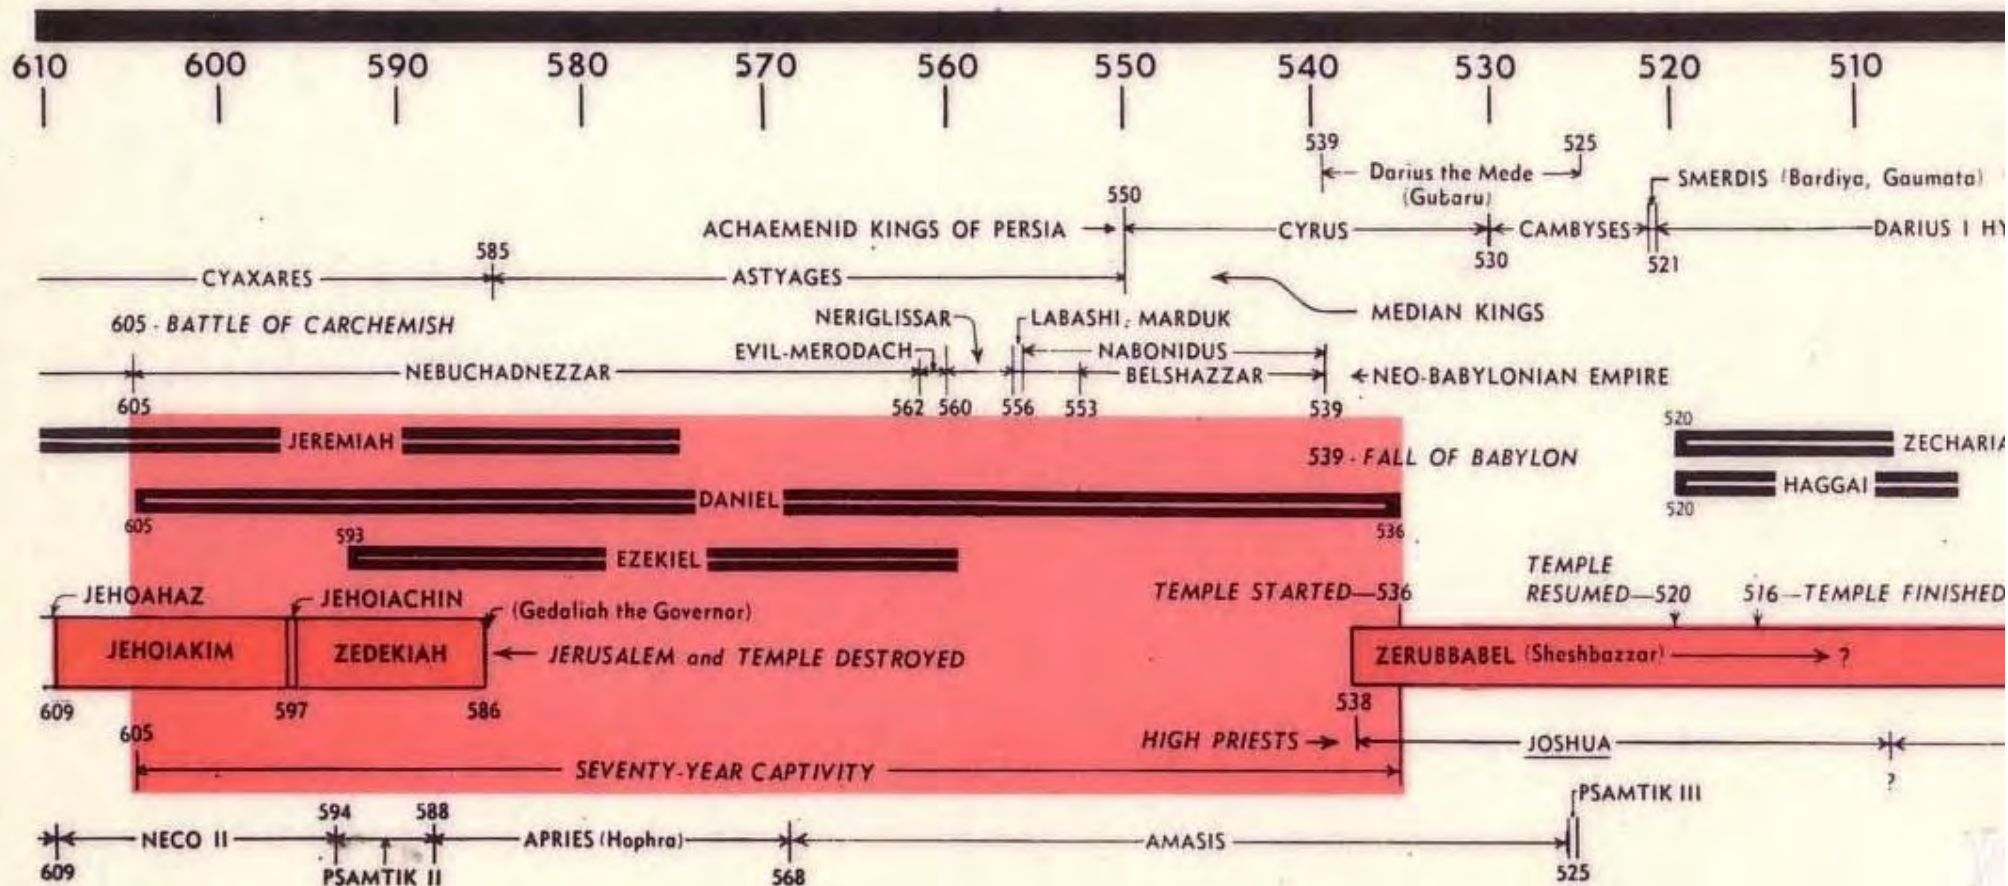 610 600 590 580 570 560 550 540 530 520 510
539 525
Darius the Mede
(Gubaru)
SMERDIS (Bardiya, Gaumata)
550
ACHAEMENID KINGS OF PERSIA
CYRUS
CAMBYSES
DARIUS I HY
530
521
585
CYAXARES
ASTYAGES
MEDIAN KINGS
605 - BATTLE OF CARCHEMISH
NERIGLISSAR
LABASHI - MARDUK
EVIL-MERODACH
NABONIDUS
NEBUCHADNEZZAR
BELSHAZZAR
NEO-BABYLONIAN EMPIRE
605 562 560 556 553 539
JEREMIAH
539 - FALL OF BABYLON
520
ZECHARIA
DANIEL
605
536
HAGGAI
520
593
EZEKIEL
TEMPLE STARTED—536
TEMPLE
RESUMED—520
516—TEMPLE FINISHED
JEHOAHAZ
JEHOIACHIN
(Gedaliah the Governor)
JEHOIAKIM
ZEDEKIAH
JERUSALEM and TEMPLE DESTROYED
ZERUBBABEL (Sheshbazzar) ?
609 597 586
538
605
HIGH PRIESTS
JOSHUA
?
SEVENTY-YEAR CAPTIVITY
PSAMTIK III
594 588
NECO II
APRIES (Hophra)
AMASIS
609
PSAMTIK II
568
525